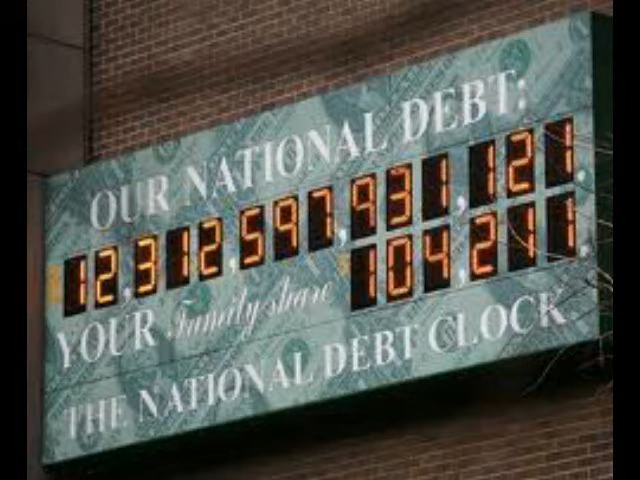 OUR NATIONAL DEBT:
$12,312,597,931,121.
YOUR Family share $104,211.
THE NATIONAL DEBT CLOCK